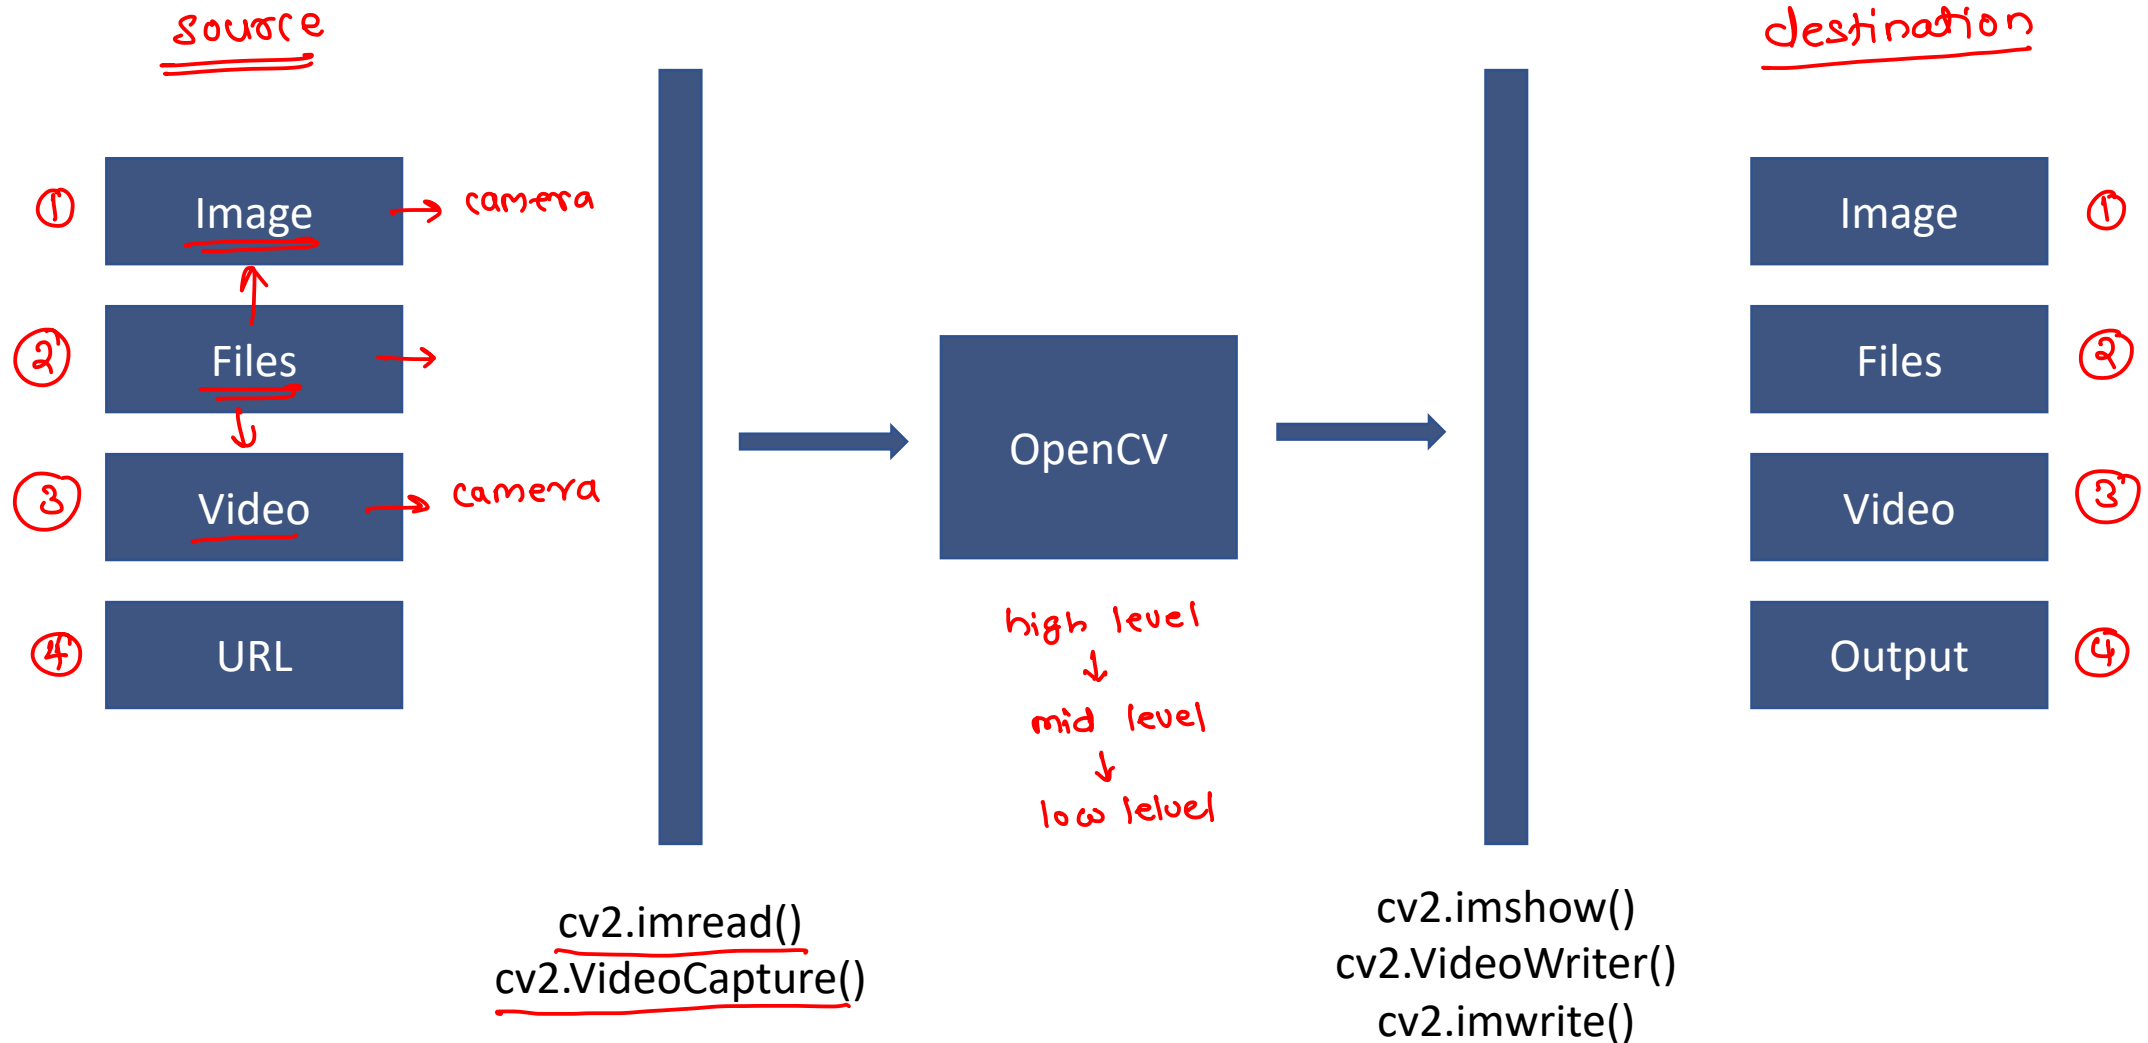 source
destination
① Image → camera
② Files →
③ Video → camera
④ URL
OpenCV
high level
↓
mid level
↓
low lelvel
Image ①
Files ②
Video ③
Output ④
cv2.imread()
cv2.VideoCapture()
cv2.imshow()
cv2.VideoWriter()
cv2.imwrite()